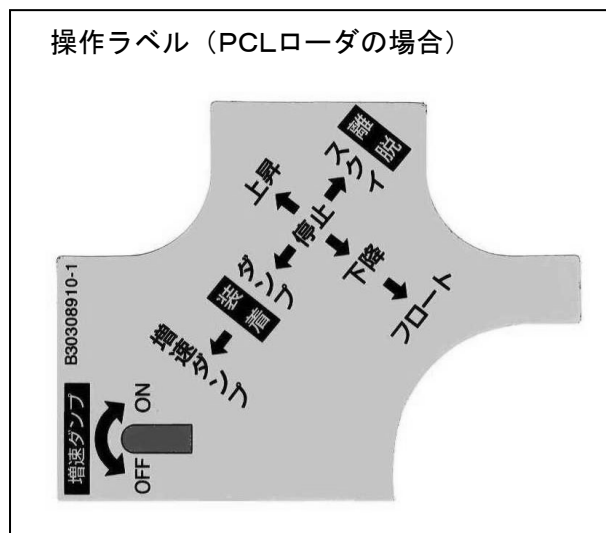 操作ラベル（PCLローダの場合）
離脱
スクイ
上昇
停止
下降
フロート
ダンプ
装着
増速ダンプ
B30308910-1
増速ダンプ
ON
OFF